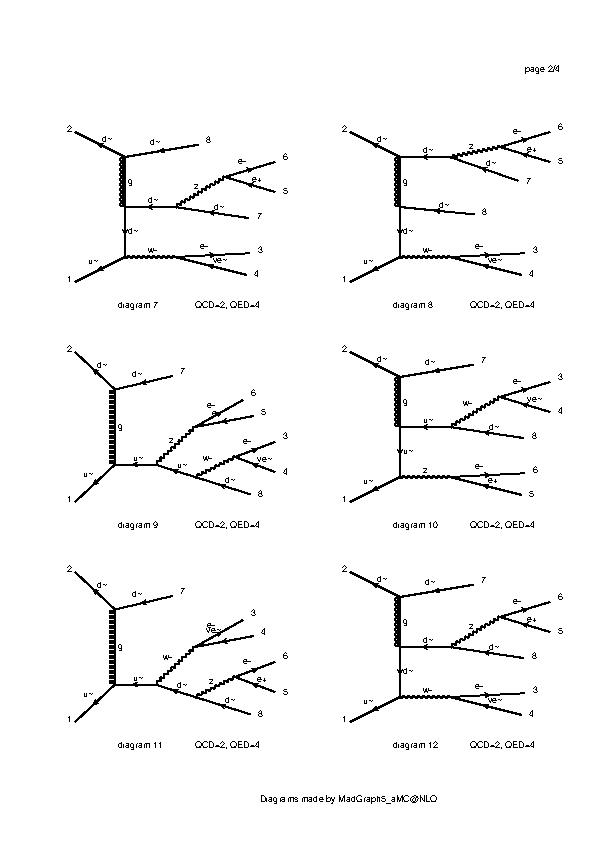 page 2/4
2 d~ d~ 8 e- 6
z e+ 5
g d~ d~ 7
d~
u~ w- e- 3
1 ve~ 4
diagram 7 QCD=2, QED=4
2 d~ d~ z e- 6
e+ 5
d~ 7
g d~ 8
d~
u~ w- e- 3
1 ve~ 4
diagram 8 QCD=2, QED=4
2 d~ d~ 7
e- 6
5
g z e- 3
u~ u~ u~ w- ve~ 4
1 d~ 8
diagram 9 QCD=2, QED=4
2 d~ d~ 7
e- 3
g w- ve~ 4
u~ d~ 8
u~
u~ z e- 6
1 e+ 5
diagram 10 QCD=2, QED=4
2 d~ d~ 7
e- 3
ve~ 4
g w- e- 6
u~ u~ d~ z e+ 5
1 d~ 8
diagram 11 QCD=2, QED=4
2 d~ d~ 7
e- 6
g z e+ 5
d~ d~ 8
d~
u~ w- e- 3
1 ve~ 4
diagram 12 QCD=2, QED=4
Diagrams made by MadGraph5_aMC@NLO